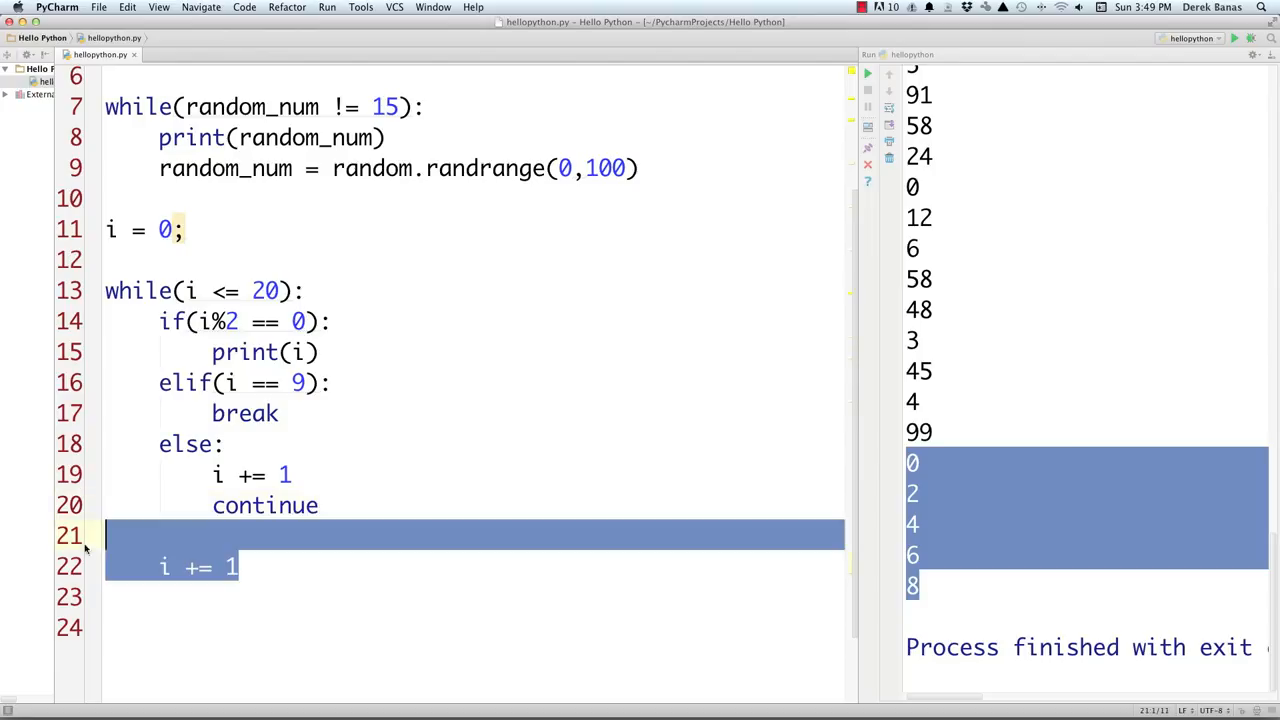 PyCharm File Edit View Navigate Code Refactor Run Tools VCS Window Help 10 Sun 3:49 PM Derek Banas
hellopython.py - Hello Python - [~/PycharmProjects/Hello Python]
Hello Python hellopython.py hellopython
hellopython.py Run hellopython
Hello P
hell
Externa
6
7 while(random_num != 15):
8 print(random_num)
9 random_num = random.randrange(0,100)
10
11 i = 0;
12
13 while(i <= 20):
14 if(i%2 == 0):
15 print(i)
16 elif(i == 9):
17 break
18 else:
19 i += 1
20 continue
21
22 i += 1
23
24
91
58
24
0
12
6
58
48
3
45
4
99
0
2
4
6
8
Process finished with exit
21:1/11 LF UTF-8